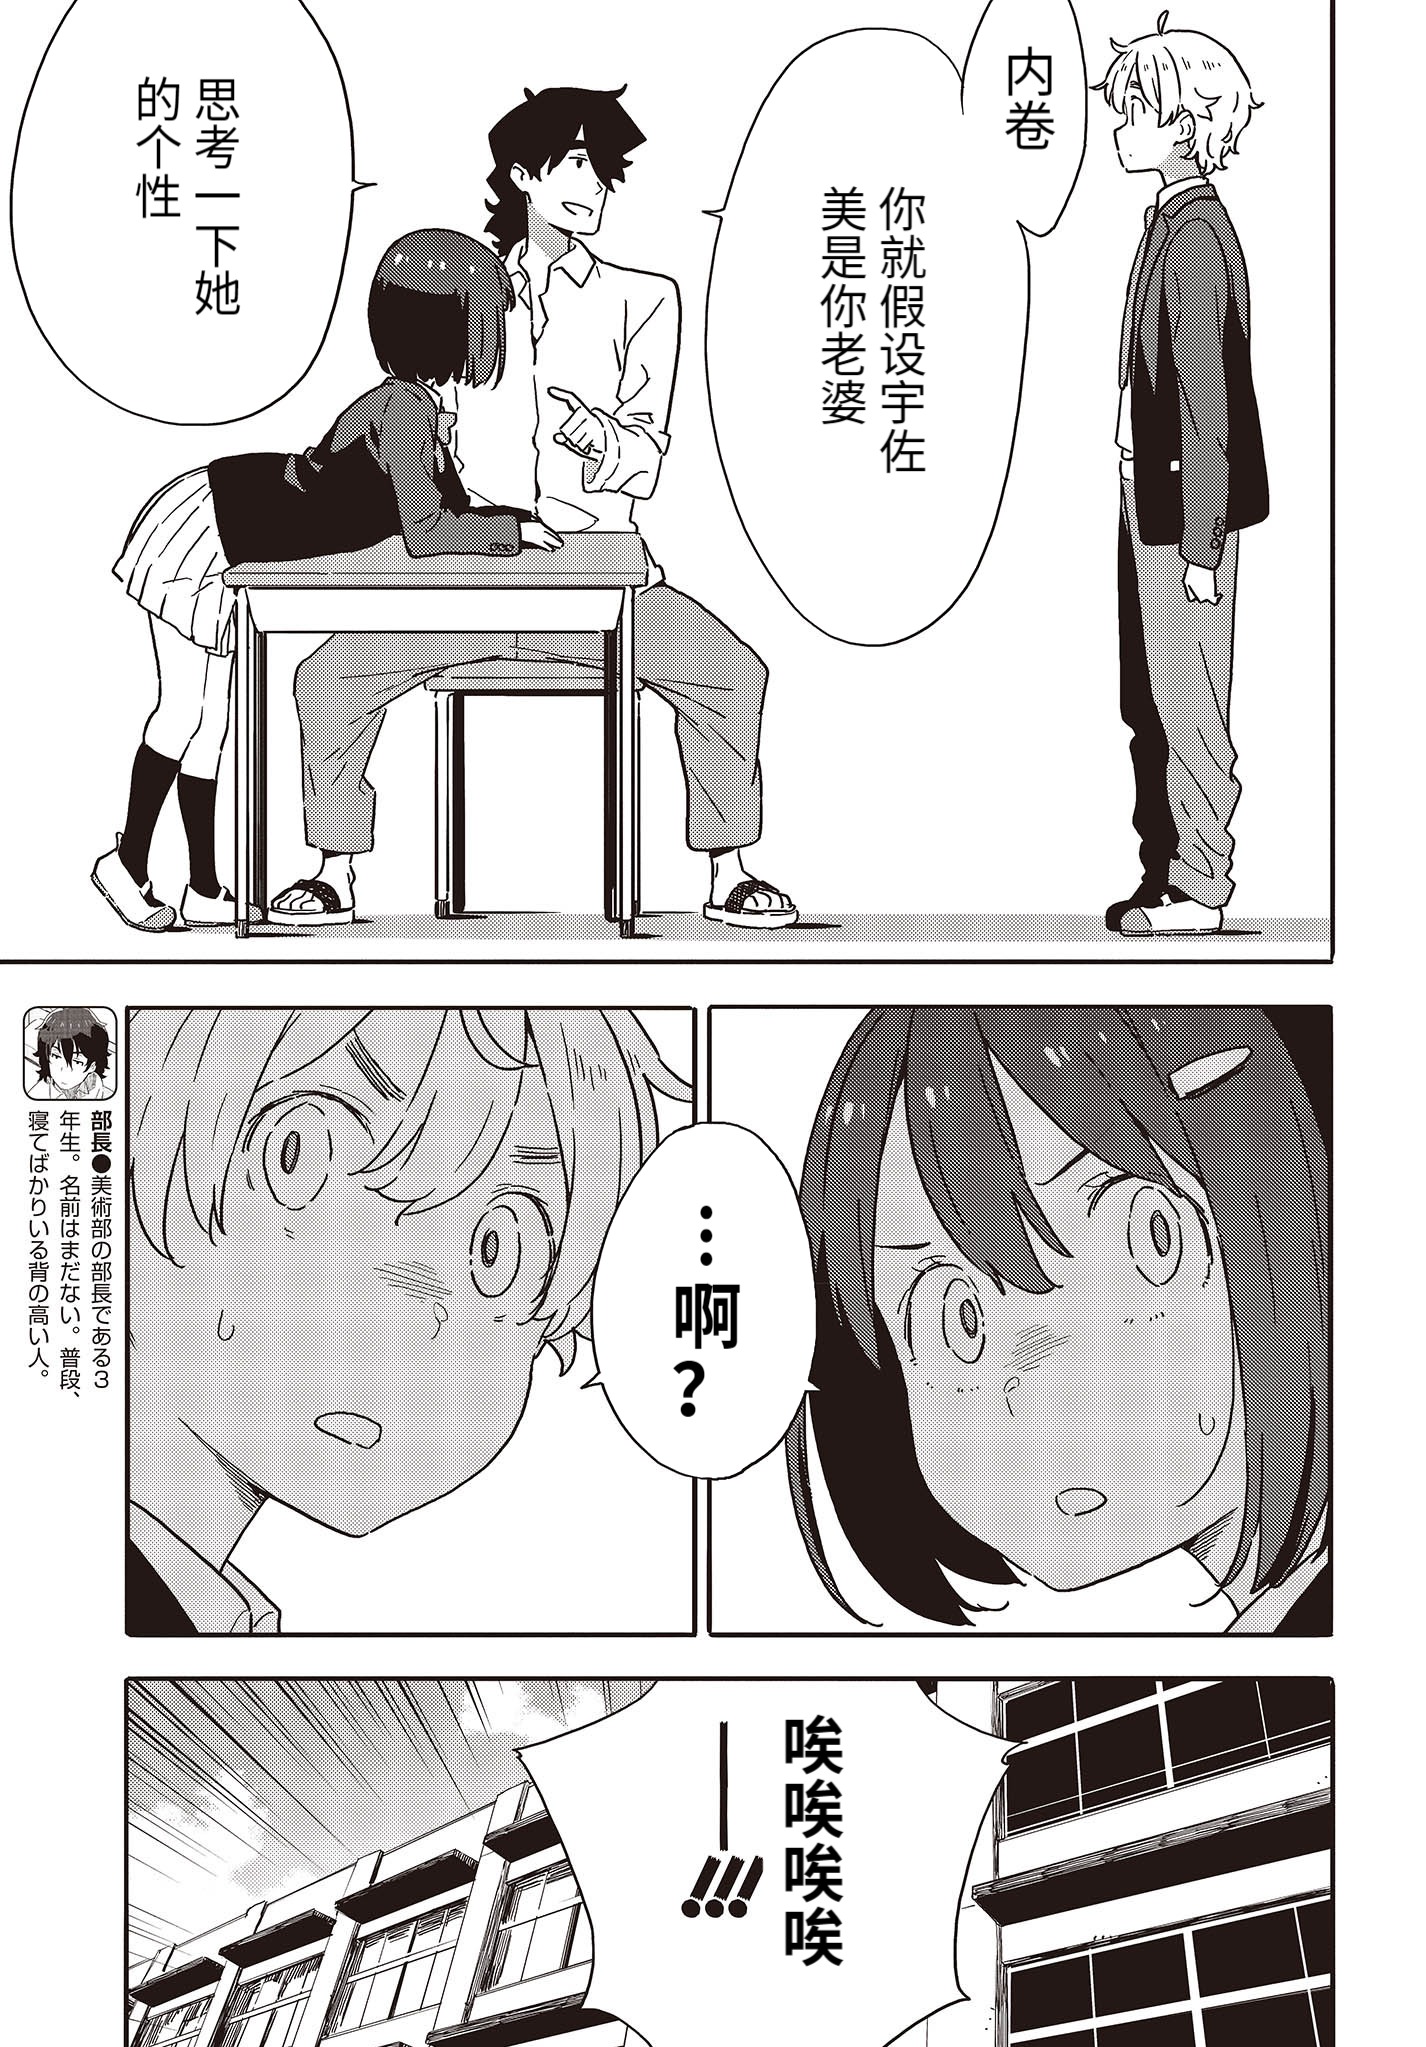 内卷
你就假设宇佐
美是你老婆
思考一下她
的个性
…啊？
部長●美術部の部長である3
年生。名前はまだない。普段、
寝てばかりいる背の高い人。
唉唉唉唉
——!!!